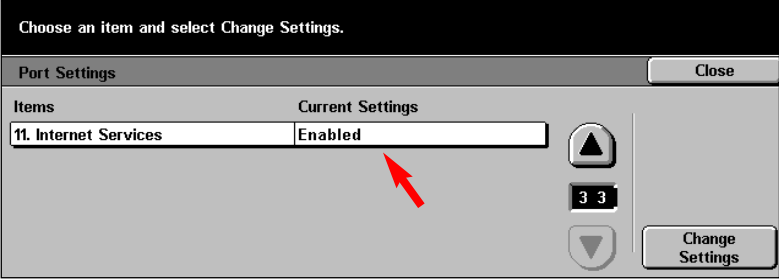 Choose an item and select Change Settings.
Port Settings
Close
Items
Current Settings
11. Internet Services
Enabled
3 3
Change
Settings